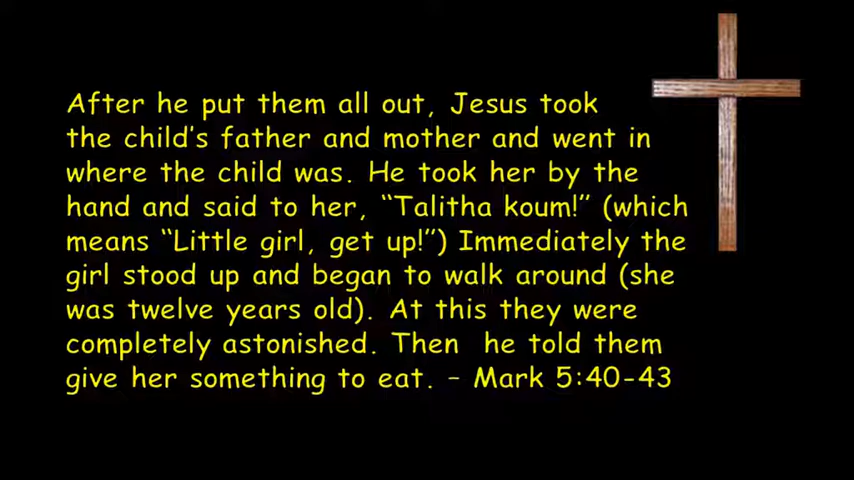 After he put them all out, Jesus took
the child's father and mother and went in
where the child was. He took her by the
hand and said to her, “Talitha koum!” (which
means “Little girl, get up!”) Immediately the
girl stood up and began to walk around (she
was twelve years old). At this they were
completely astonished. Then he told them
give her something to eat. – Mark 5:40-43